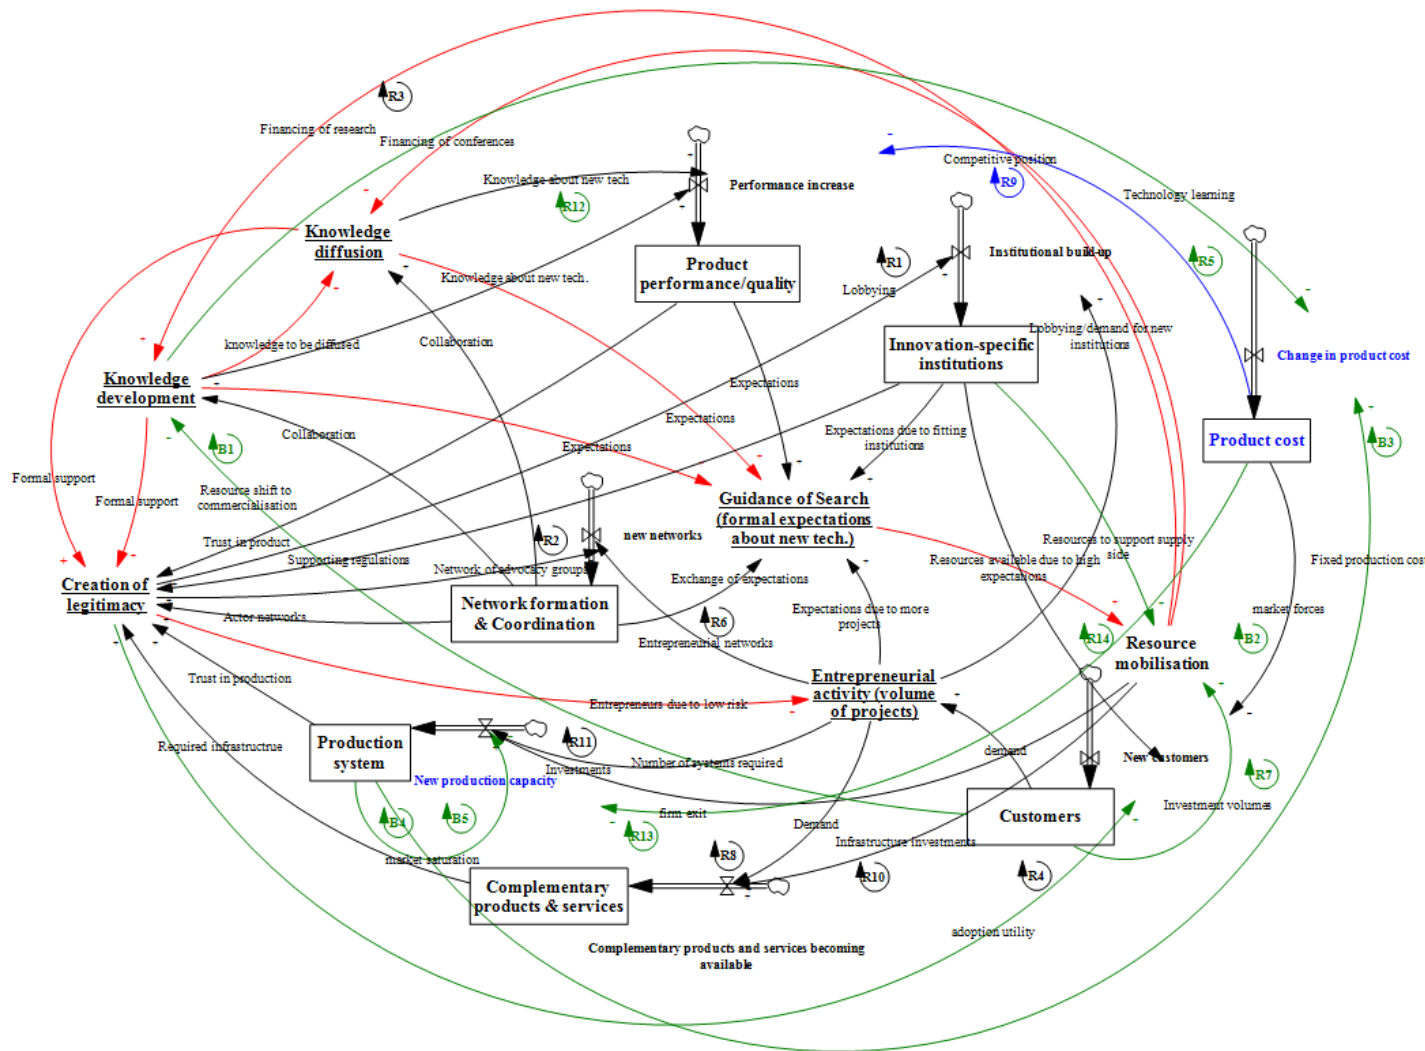 R3
Financing of research
Financing of conferences
Competitive position
Knowledge about new tech
Performance increase
R9
R12
Technology learning
Knowledge
diffusion
Product
performance/quality
R1
Institutional build-up
R5
Knowledge about new tech.
Lobbying
Lobbying/demand for new
institutions
knowledge to be diffused
Collaboration
Innovation-specific
institutions
Change in product cost
Knowledge
development
Expectations
Expectations
Expectations
Collaboration
B1
Expectations due to fitting
institutions
Product cost
B3
Formal support
Formal support
Resource shift to
commercialisation
Guidance of Search
(formal expectations
about new tech.)
Trust in product
R2
new networks
Resources to support supply
side
Supporting regulations
Network of advocacy groups
Exchange of expectations
Resources available due to high
expectations
Fixed production cost
Creation of
legitimacy
Network formation
& Coordination
Actor networks
R6
Expectations due to more
projects
market forces
Entrepreneurial networks
R14
Resource
mobilisation
B2
Trust in production
Entrepreneurial
activity (volume
of projects)
Entrepreneurs due to low risk
Required infrastructrue
Production
system
R11
Number of systems required
demand
New customers
Investments
New production capacity
R7
B4
B5
firm exit
R13
Demand
Infrastructure investments
Customers
Investment volumes
market saturation
R8
R10
R4
Complementary
products & services
adoption utility
Complementary products and services becoming
available